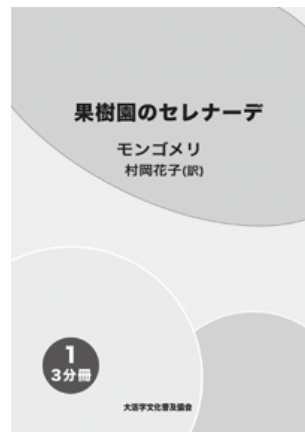 果樹園のセレナーデ
モンゴメリ
村岡花子(訳)
1
3分冊
大活字文化普及協会